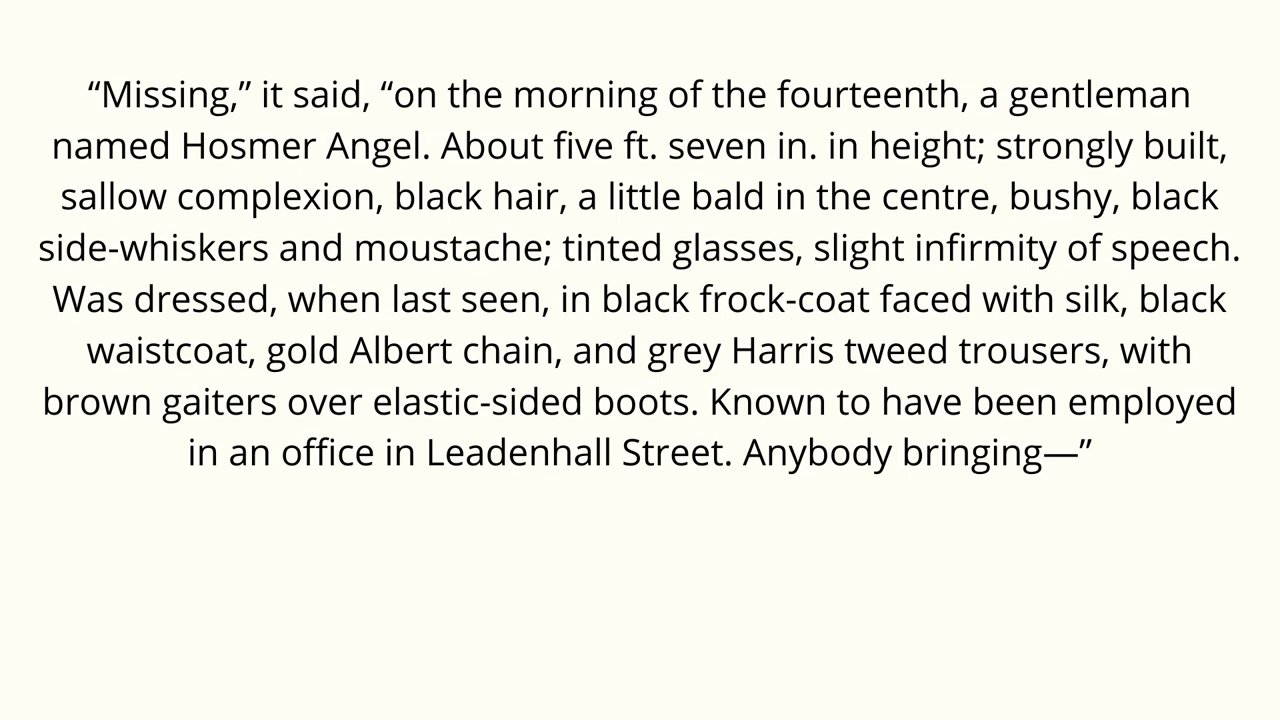 “Missing,” it said, “on the morning of the fourteenth, a gentleman
named Hosmer Angel. About five ft. seven in. in height; strongly built,
sallow complexion, black hair, a little bald in the centre, bushy, black
side-whiskers and moustache; tinted glasses, slight infirmity of speech.
Was dressed, when last seen, in black frock-coat faced with silk, black
waistcoat, gold Albert chain, and grey Harris tweed trousers, with
brown gaiters over elastic-sided boots. Known to have been employed
in an office in Leadenhall Street. Anybody bringing—”